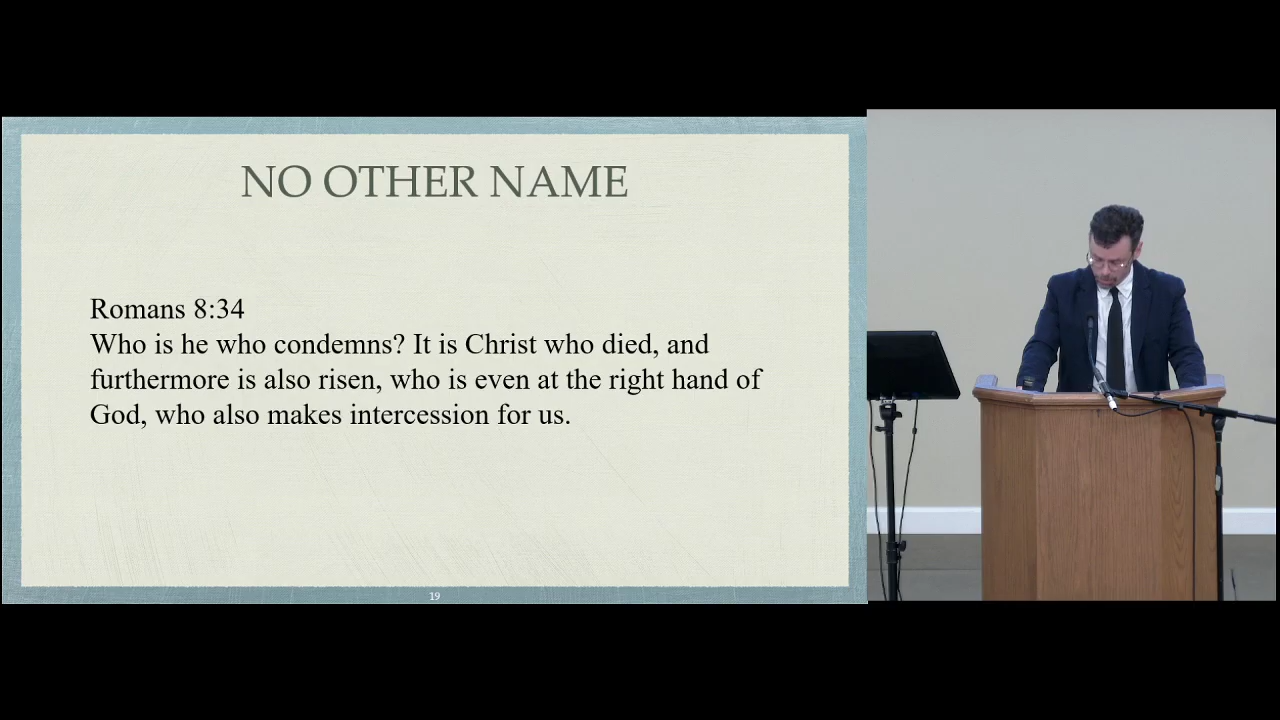 NO OTHER NAME
Romans 8:34
Who is he who condemns? It is Christ who died, and
furthermore is also risen, who is even at the right hand of
God, who also makes intercession for us.
19